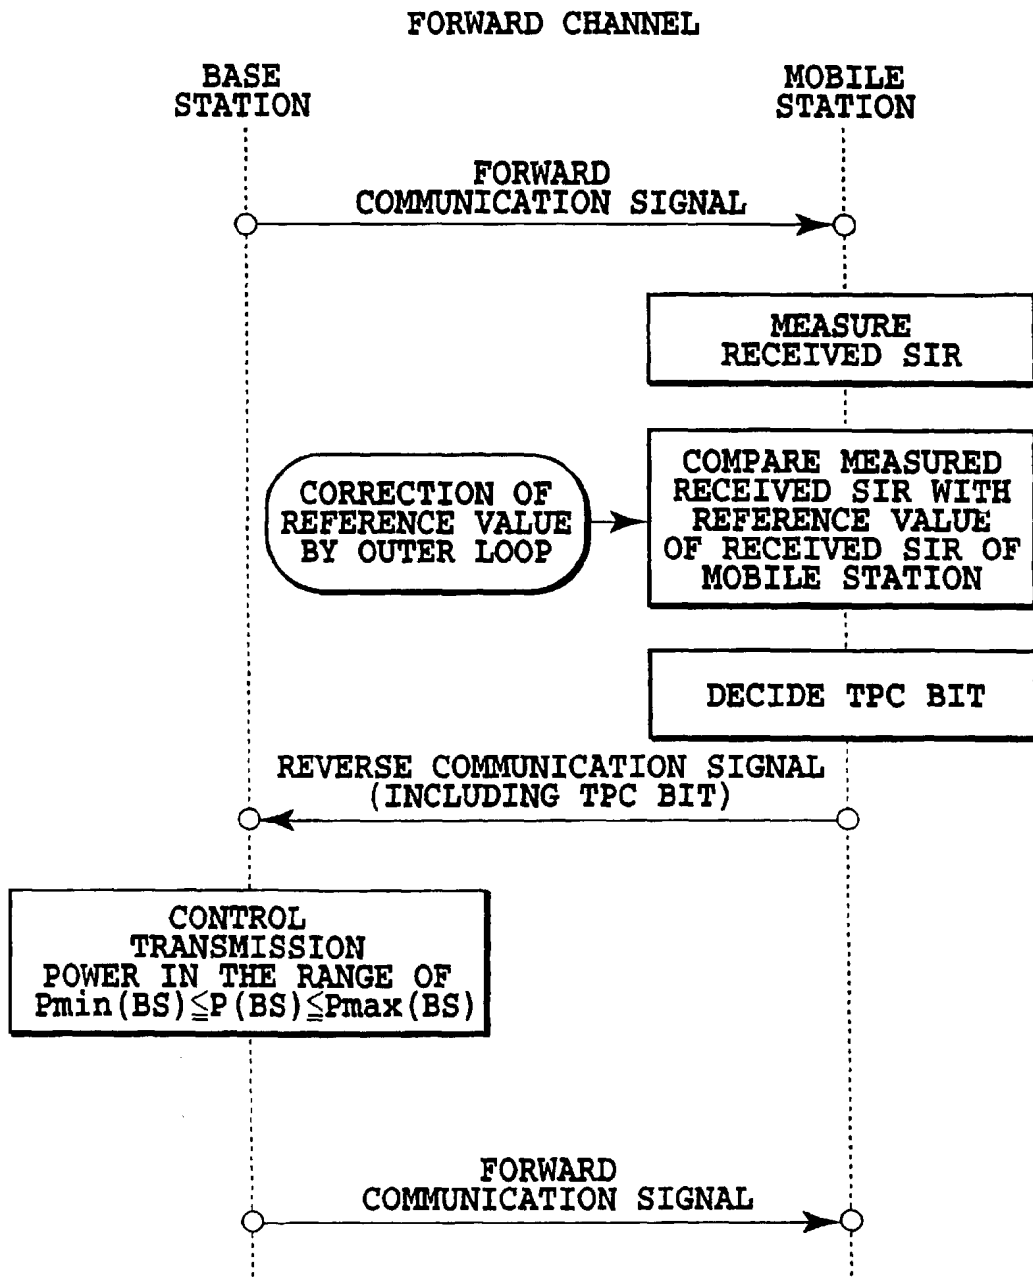 FORWARD CHANNEL
BASE
STATION
MOBILE
STATION
FORWARD
COMMUNICATION SIGNAL
MEASURE
RECEIVED SIR
CORRECTION OF
REFERENCE VALUE
BY OUTER LOOP
COMPARE MEASURED
RECEIVED SIR WITH
REFERENCE VALUE
OF RECEIVED SIR OF
MOBILE STATION
DECIDE TPC BIT
REVERSE COMMUNICATION SIGNAL
(INCLUDING TPC BIT)
CONTROL
TRANSMISSION
POWER IN THE RANGE OF
Pmin(BS)≦P(BS)≦Pmax(BS)
FORWARD
COMMUNICATION SIGNAL